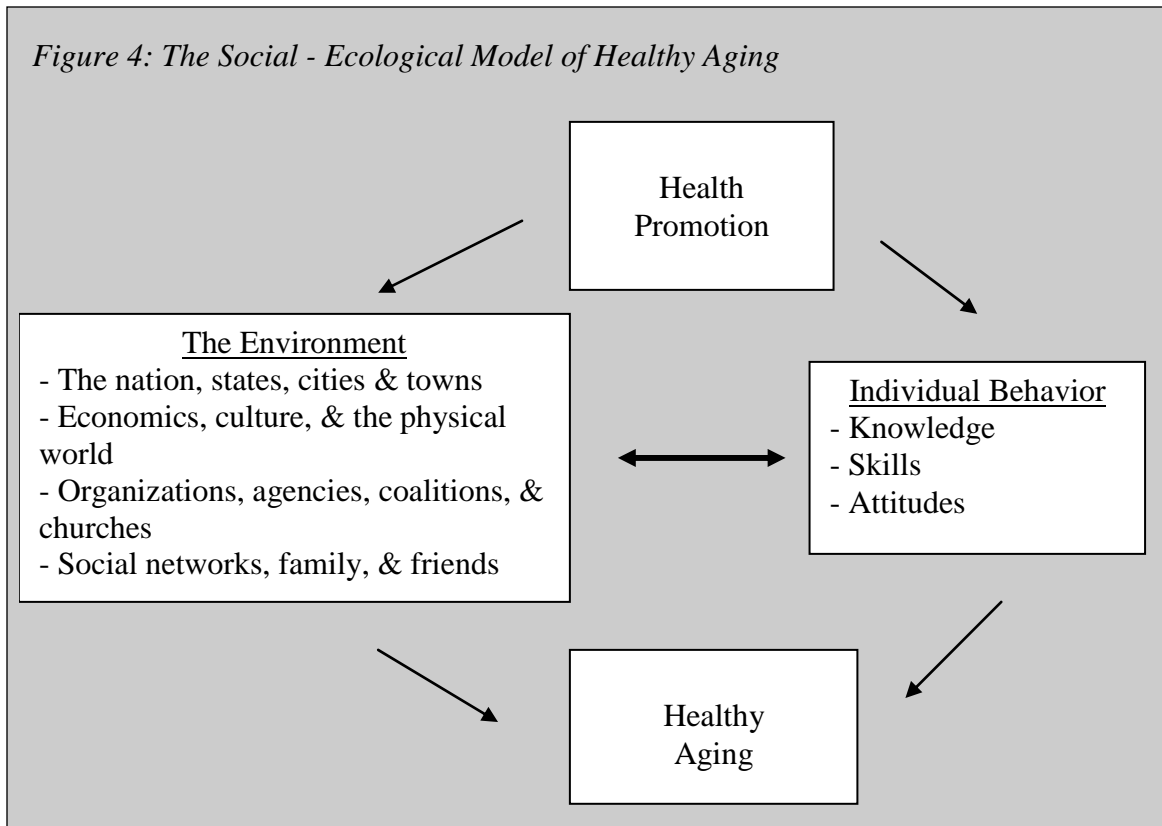 Figure 4: The Social - Ecological Model of Healthy Aging
Health
Promotion
The Environment
- The nation, states, cities & towns
- Economics, culture, & the physical
world
- Organizations, agencies, coalitions, &
churches
- Social networks, family, & friends
Individual Behavior
- Knowledge
- Skills
- Attitudes
Healthy
Aging